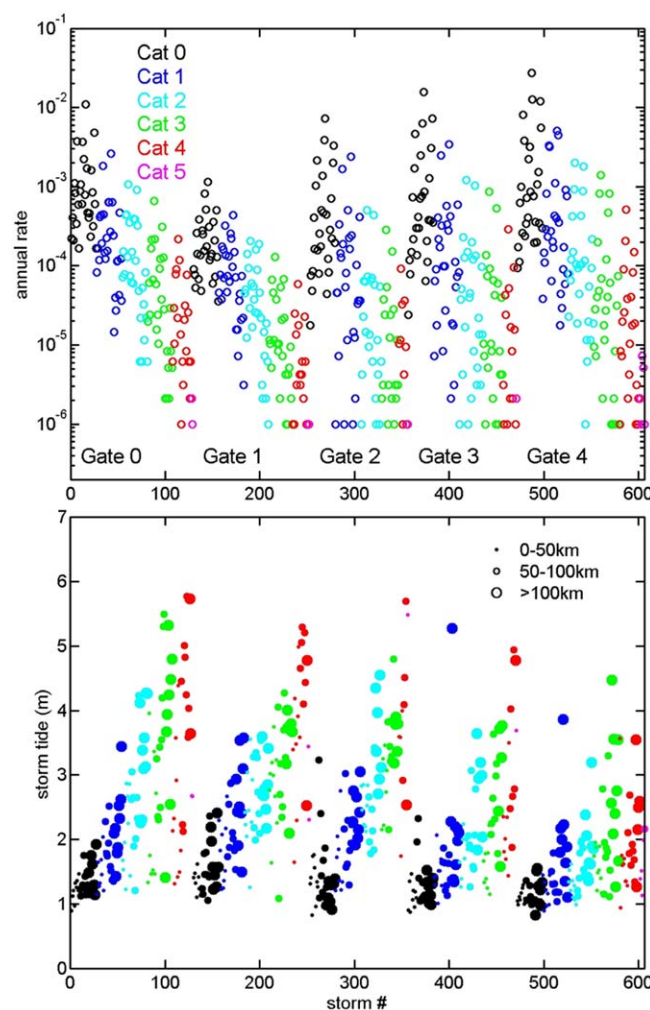 10-1
Cat 0
Cat 1
Cat 2
Cat 3
Cat 4
Cat 5
10-2
10-3
10-4
10-5
10-6
annual rate
Gate 0 Gate 1 Gate 2 Gate 3 Gate 4
0 100 200 300 400 500 600
7
0-50km
50-100km
>100km
6
5
4
3
2
1
0
storm tide (m)
0 100 200 300 400 500 600
storm #